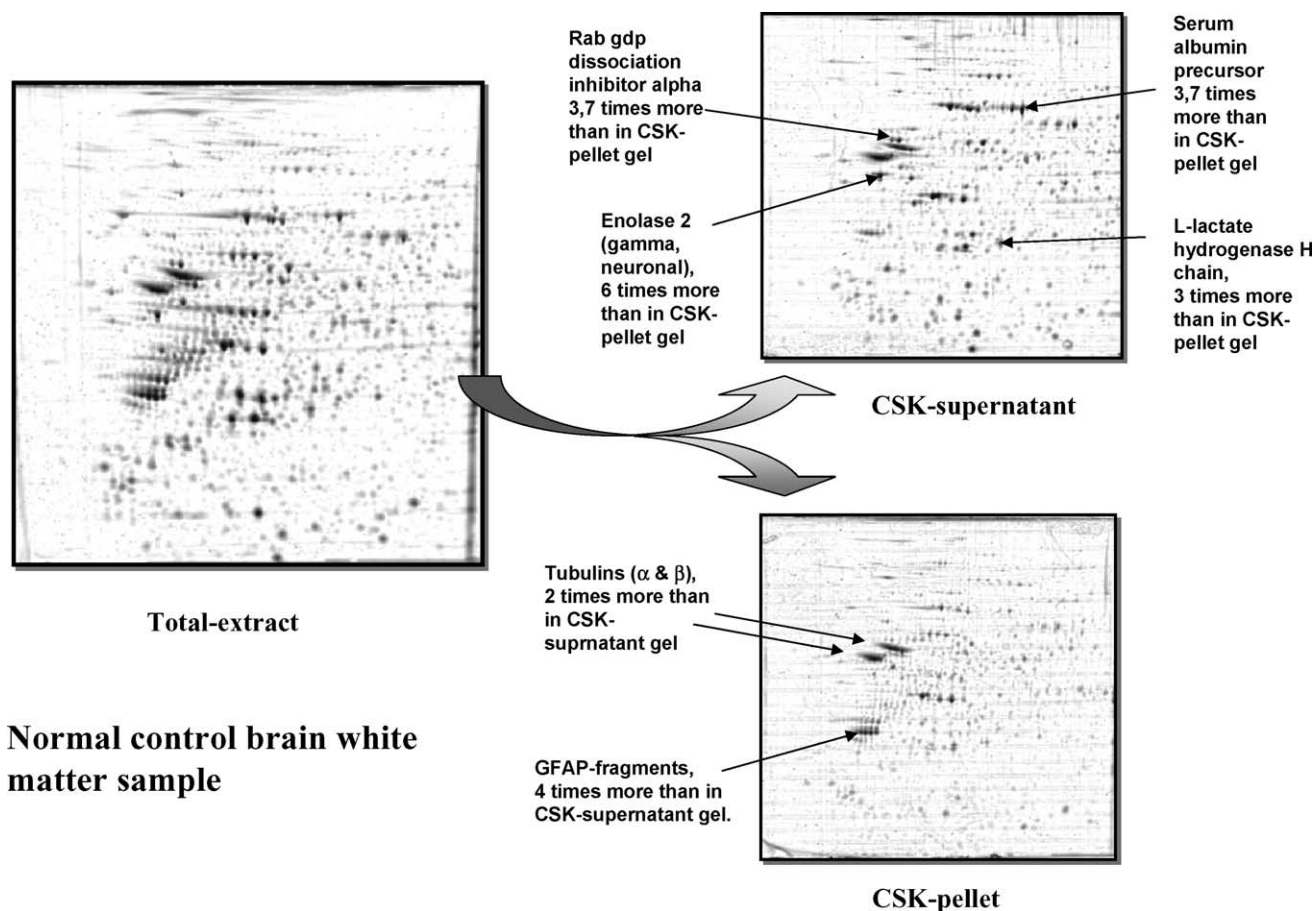 Rab gdp
dissociation
inhibitor alpha
3,7 times more
than in CSK-
pellet gel
Serum
albumin
precursor
3,7 times
more than
in CSK-
pellet gel
Enolase 2
(gamma,
neuronal),
6 times more
than in CSK-
pellet gel
L-lactate
hydrogenase H
chain,
3 times more
than in CSK-
pellet gel
CSK-supernatant
Total-extract
Tubulins (α & β),
2 times more than
in CSK-
suprnatant gel
Normal control brain white
matter sample
GFAP-fragments,
4 times more than in
CSK-supernatant gel.
CSK-pellet